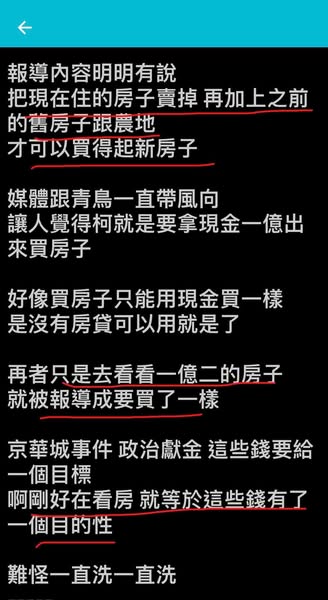 報導內容明明有說
把現在住的房子賣掉 再加上之前
的舊房子跟農地
才可以買得起新房子
媒體跟青鳥一直帶風向
讓人覺得柯就是要拿現金一億出
來買房子
好像買房子只能用現金買一樣
是沒有房貸可以用就是了
再者只是去看看一億二的房子
就被報導成要買了一樣
京華城事件 政治獻金 這些錢要給
一個目標
啊剛好在看房 就等於這些錢有了
一個目的性
難怪一直洗一直洗